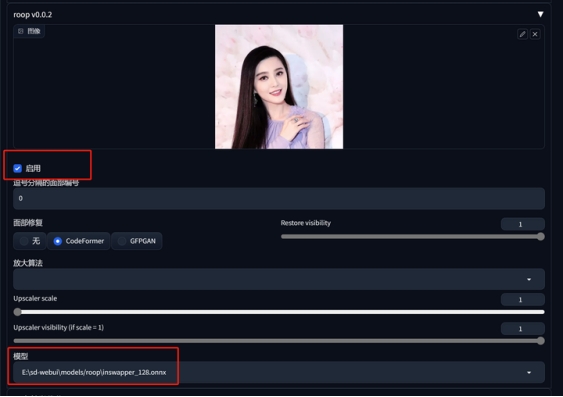 roop v0.0.2
图像
启用
逗号分隔的面部编号
0
面部修复
Restore visibility
1
无
CodeFormer
GFPGAN
放大算法
Upscaler scale
1
Upscaler visibility (if scale = 1)
1
模型
E:\sd-webui\models/roop\inswapper_128.onnx